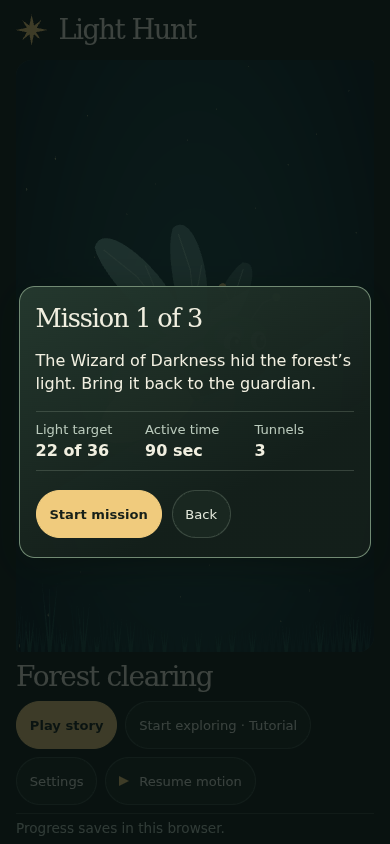 Light Hunt
Mission 1 of 3
The Wizard of Darkness hid the forest’s
light. Bring it back to the guardian.
Light target Active time Tunnels
22 of 36 90 sec 3
Start mission Back
Forest clearing
Play story Start exploring · Tutorial
Settings Resume motion
Progress saves in this browser.